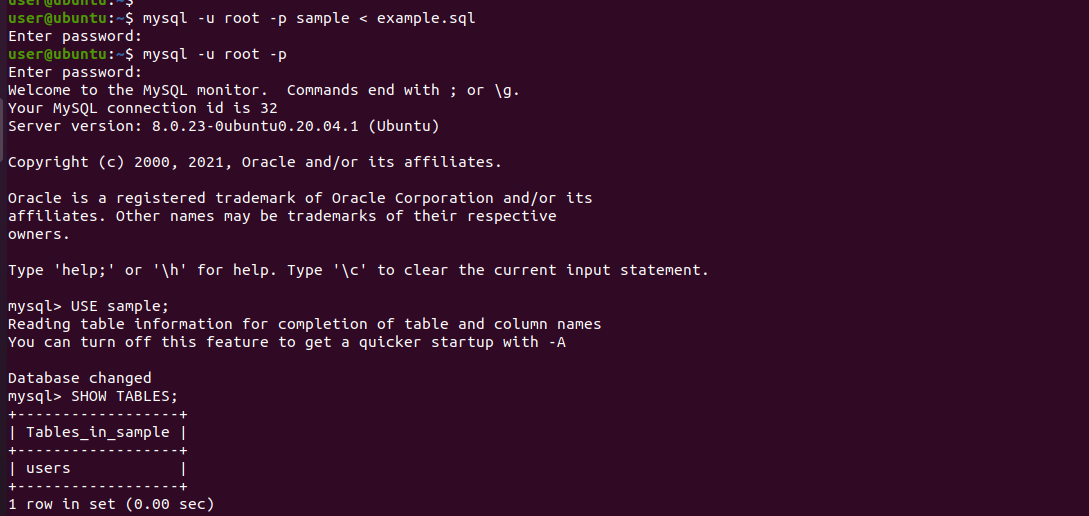 user@ubuntu:~$
user@ubuntu:~$ mysql -u root -p sample < example.sql
Enter password:
user@ubuntu:~$ mysql -u root -p
Enter password:
Welcome to the MySQL monitor.  Commands end with ; or \g.
Your MySQL connection id is 32
Server version: 8.0.23-0ubuntu0.20.04.1 (Ubuntu)
Copyright (c) 2000, 2021, Oracle and/or its affiliates.
Oracle is a registered trademark of Oracle Corporation and/or its
affiliates. Other names may be trademarks of their respective
owners.
Type 'help;' or '\h' for help. Type '\c' to clear the current input statement.
mysql> USE sample;
Reading table information for completion of table and column names
You can turn off this feature to get a quicker startup with -A
Database changed
mysql> SHOW TABLES;
+------------------+
| Tables_in_sample |
+------------------+
| users            |
+------------------+
1 row in set (0.00 sec)